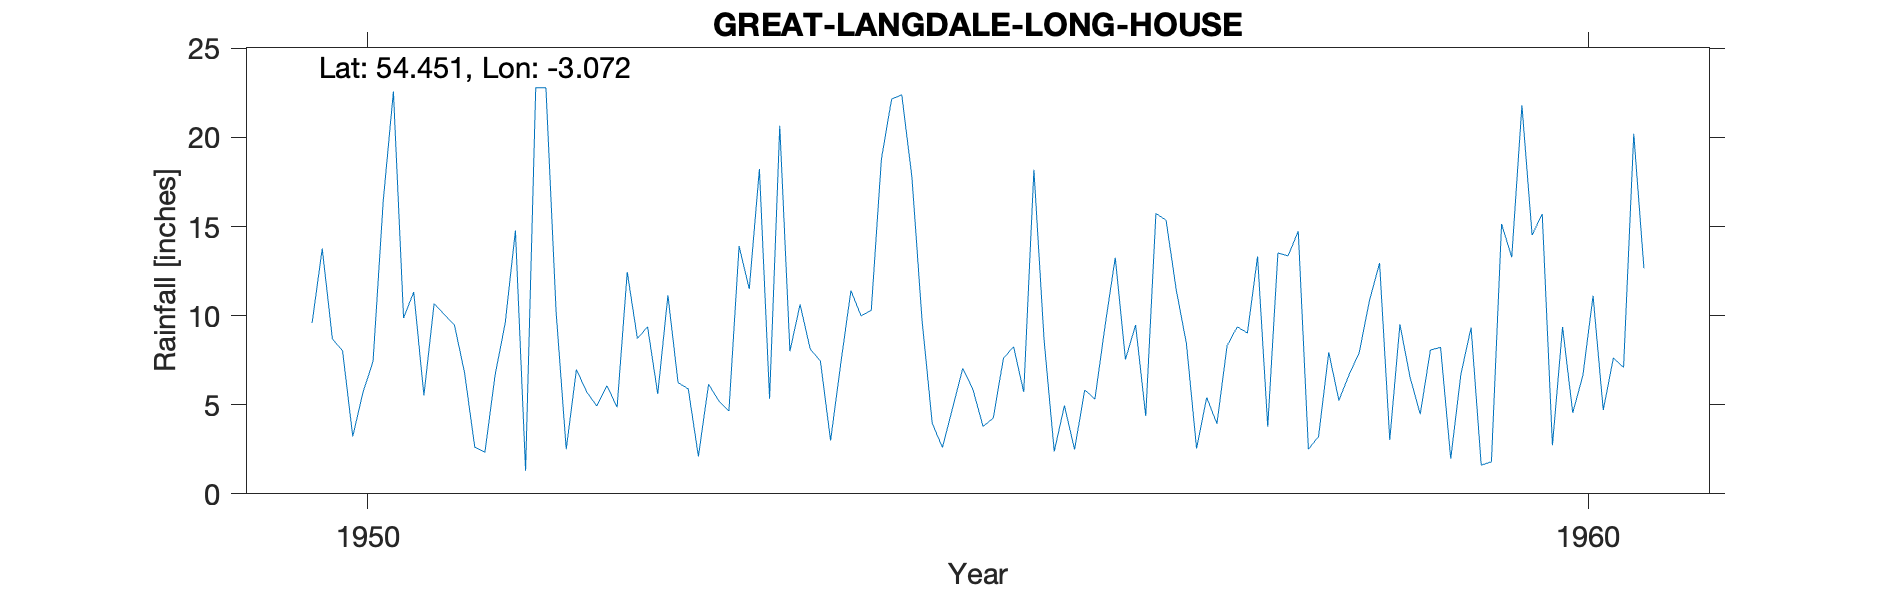 GREAT-LANGDALE-LONG-HOUSE
Lat: 54.451, Lon: -3.072
25
20
15
10
5
0
Rainfall [inches]
1950 1960
Year